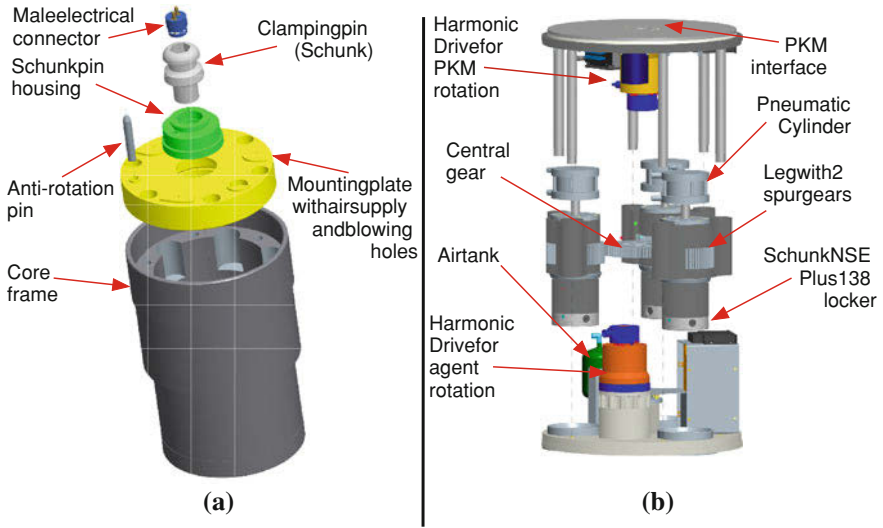 Maleelectrical
connector
Clampingpin
(Schunk)
Schunkpin
housing
Anti-rotation
pin
Mountingplate
withairsupply
andblowing
holes
Core
frame
(a)
Harmonic
Drivefor
PKM
rotation
PKM
interface
Pneumatic
Cylinder
Central
gear
Legwith2
spurgears
Airtank
SchunkNSE
Plus138
locker
Harmonic
Drivefor
agent
rotation
(b)